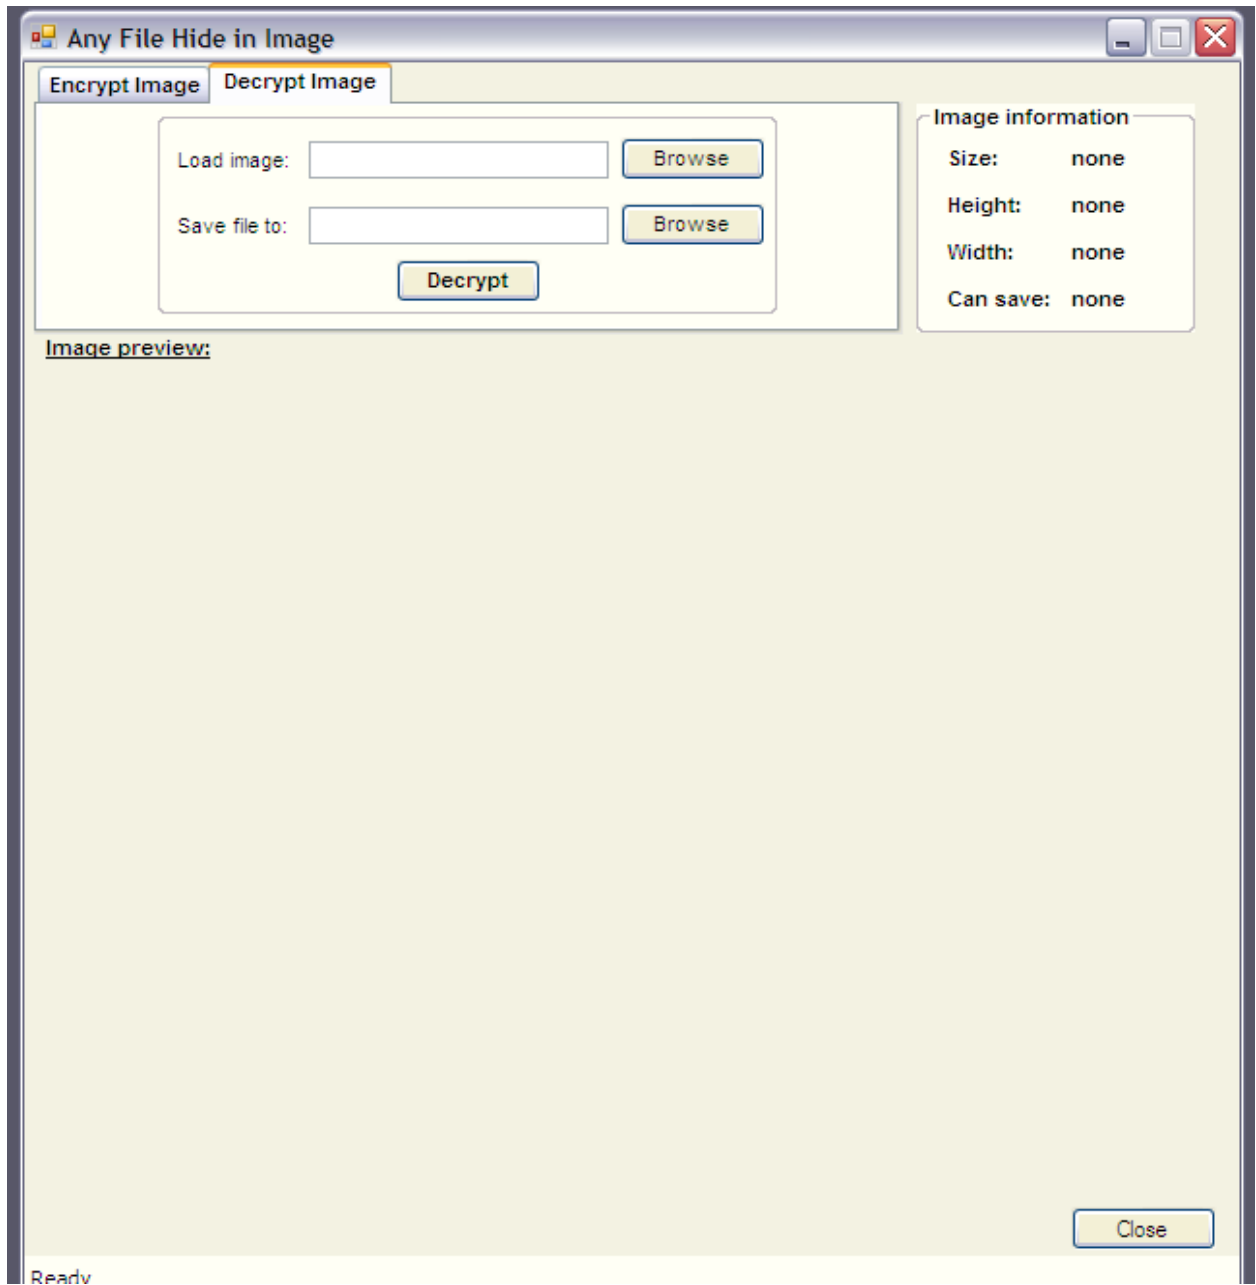 Any File Hide in Image
Encrypt Image Decrypt Image
Load image: Browse
Save file to: Browse
Decrypt
Image information
Size: none
Height: none
Width: none
Can save: none
Image preview:
Close
Ready